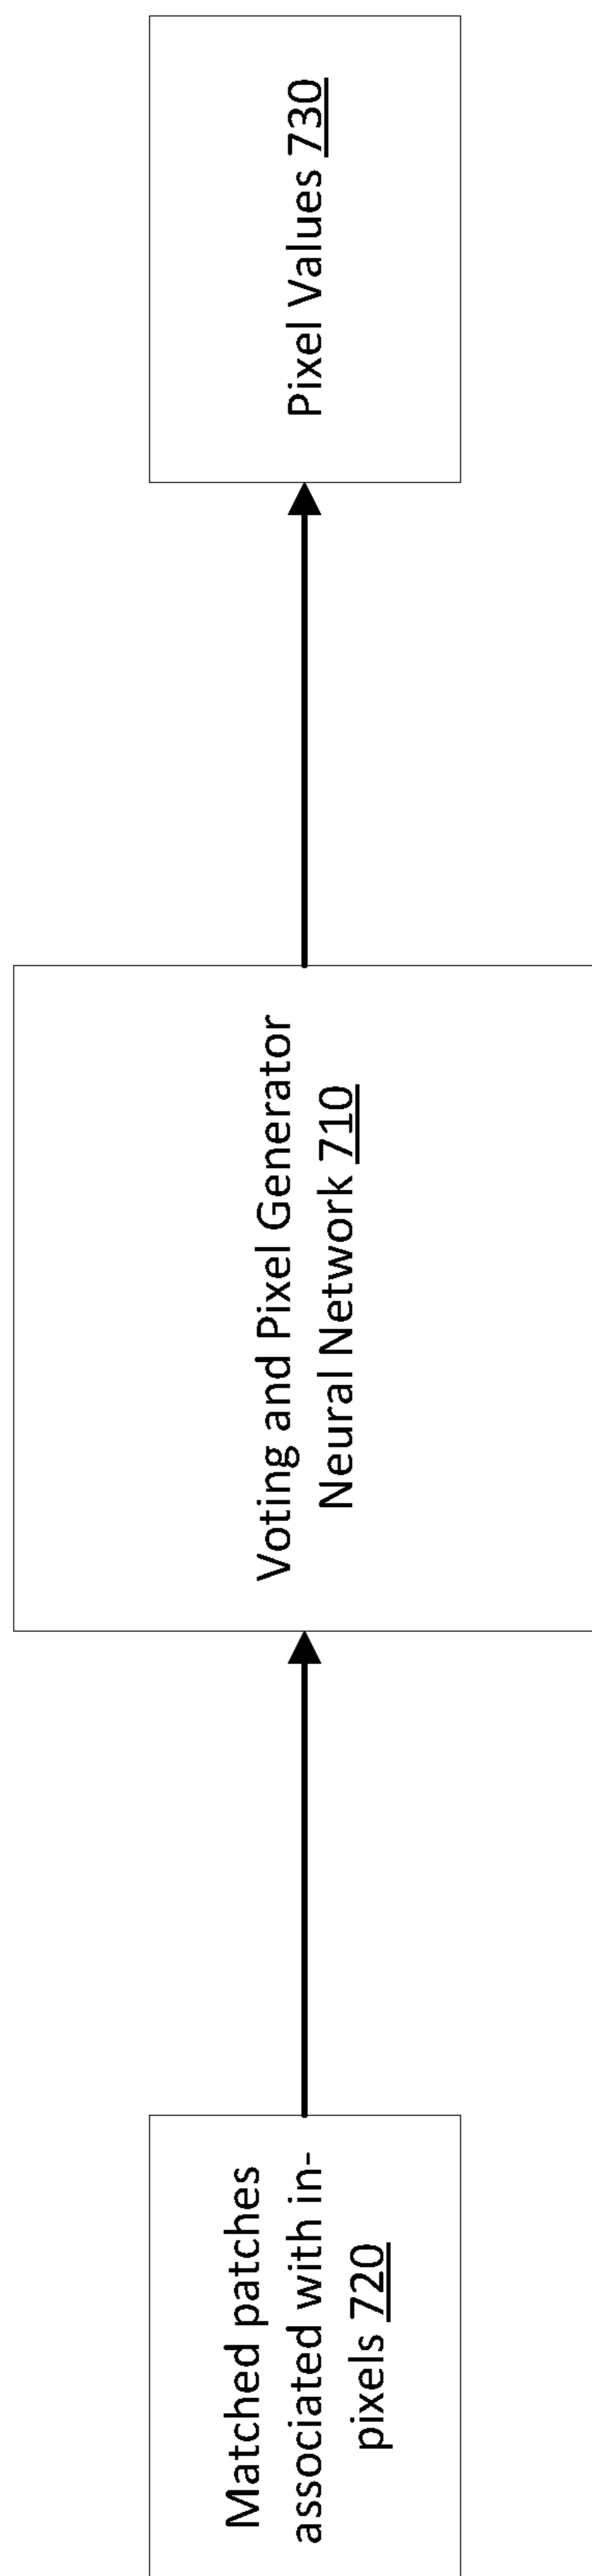 Matched patches
associated with in-
pixels 720
Voting and Pixel Generator
Neural Network 710
Pixel Values 730